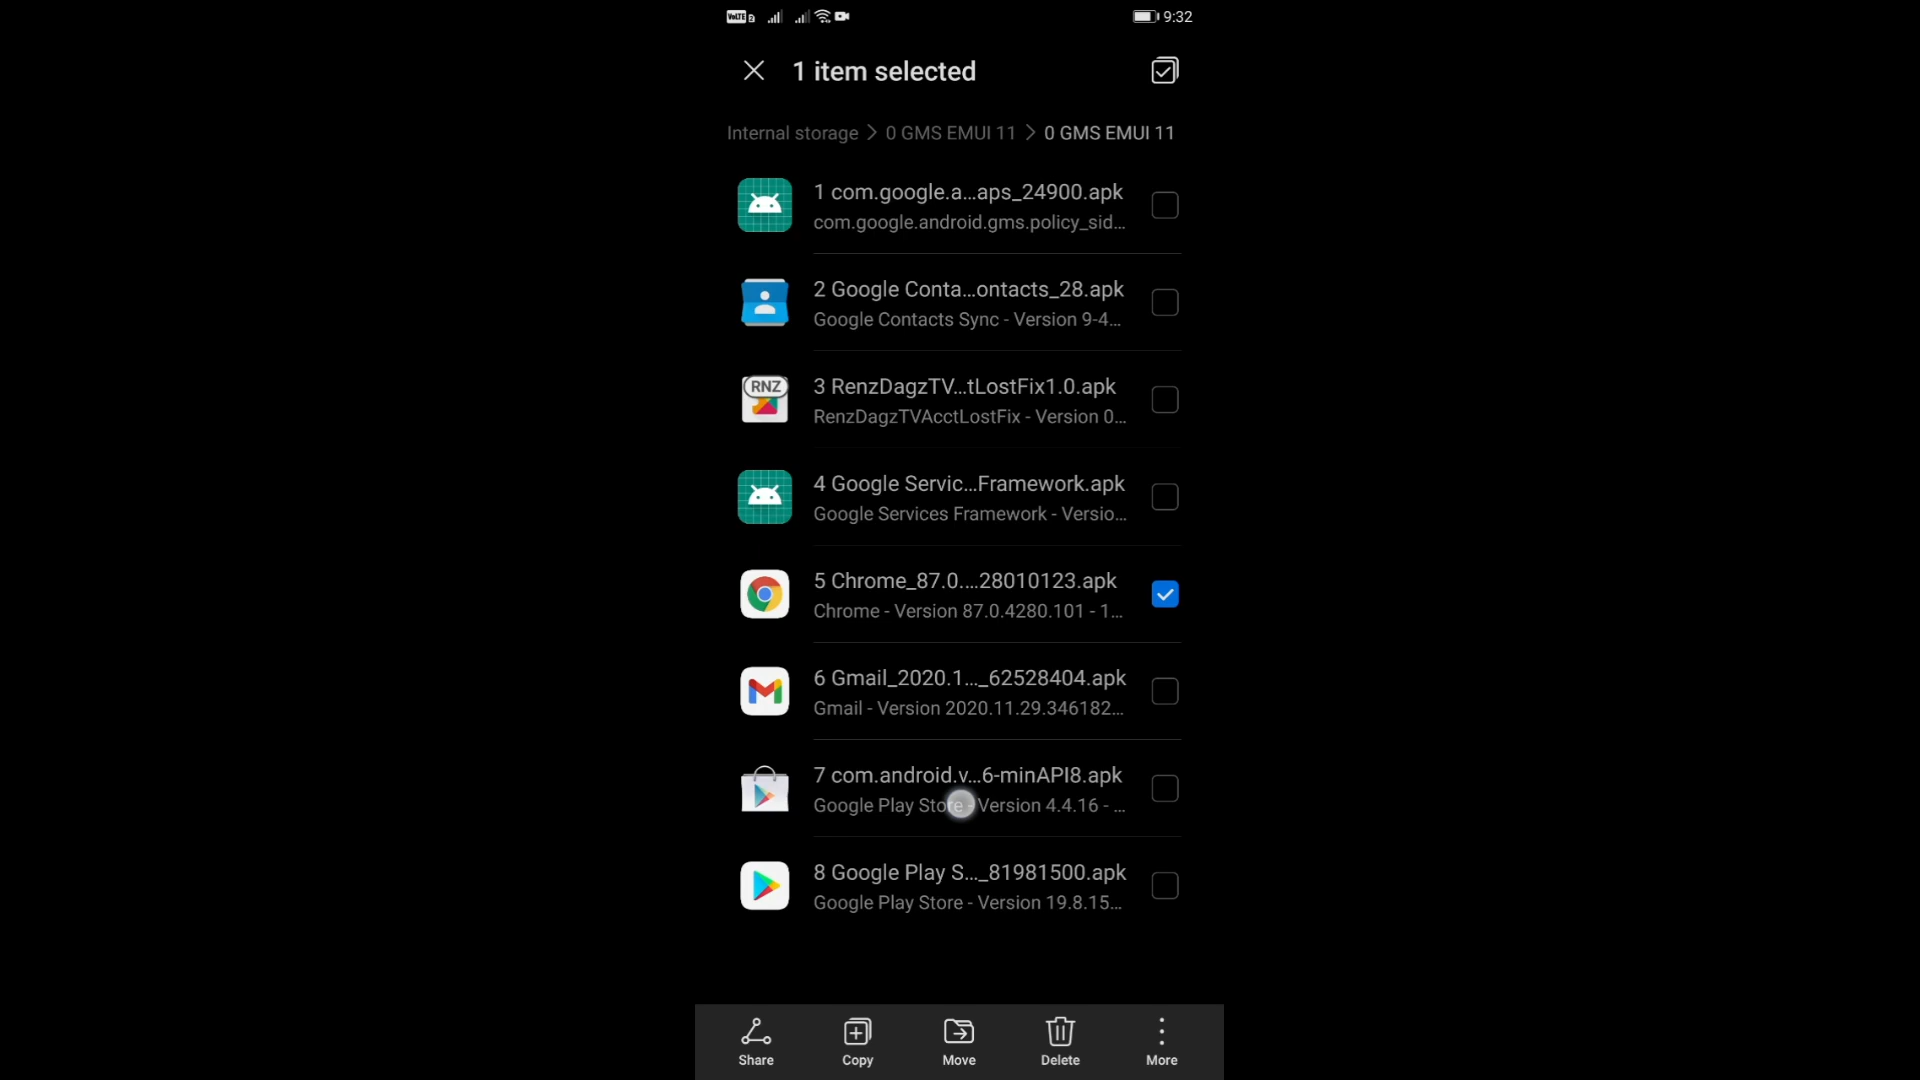 VoLTE 2 9:32
1 item selected
Internal storage > 0 GMS EMUI 11 > 0 GMS EMUI 11
1 com.google.a...aps_24900.apk
com.google.android.gms.policy_sid...
2 Google Conta...ontacts_28.apk
Google Contacts Sync - Version 9-4...
RNZ
3 RenzDagzTV...tLostFix1.0.apk
RenzDagzTVAcctLostFix - Version 0...
4 Google Servic...Framework.apk
Google Services Framework - Versio...
5 Chrome_87.0....28010123.apk
Chrome - Version 87.0.4280.101 - 1...
6 Gmail_2020.1..._62528404.apk
Gmail - Version 2020.11.29.346182...
7 com.android.v...6-minAPI8.apk
Google Play Store - Version 4.4.16 - ...
8 Google Play S..._81981500.apk
Google Play Store - Version 19.8.15...
Share Copy Move Delete More